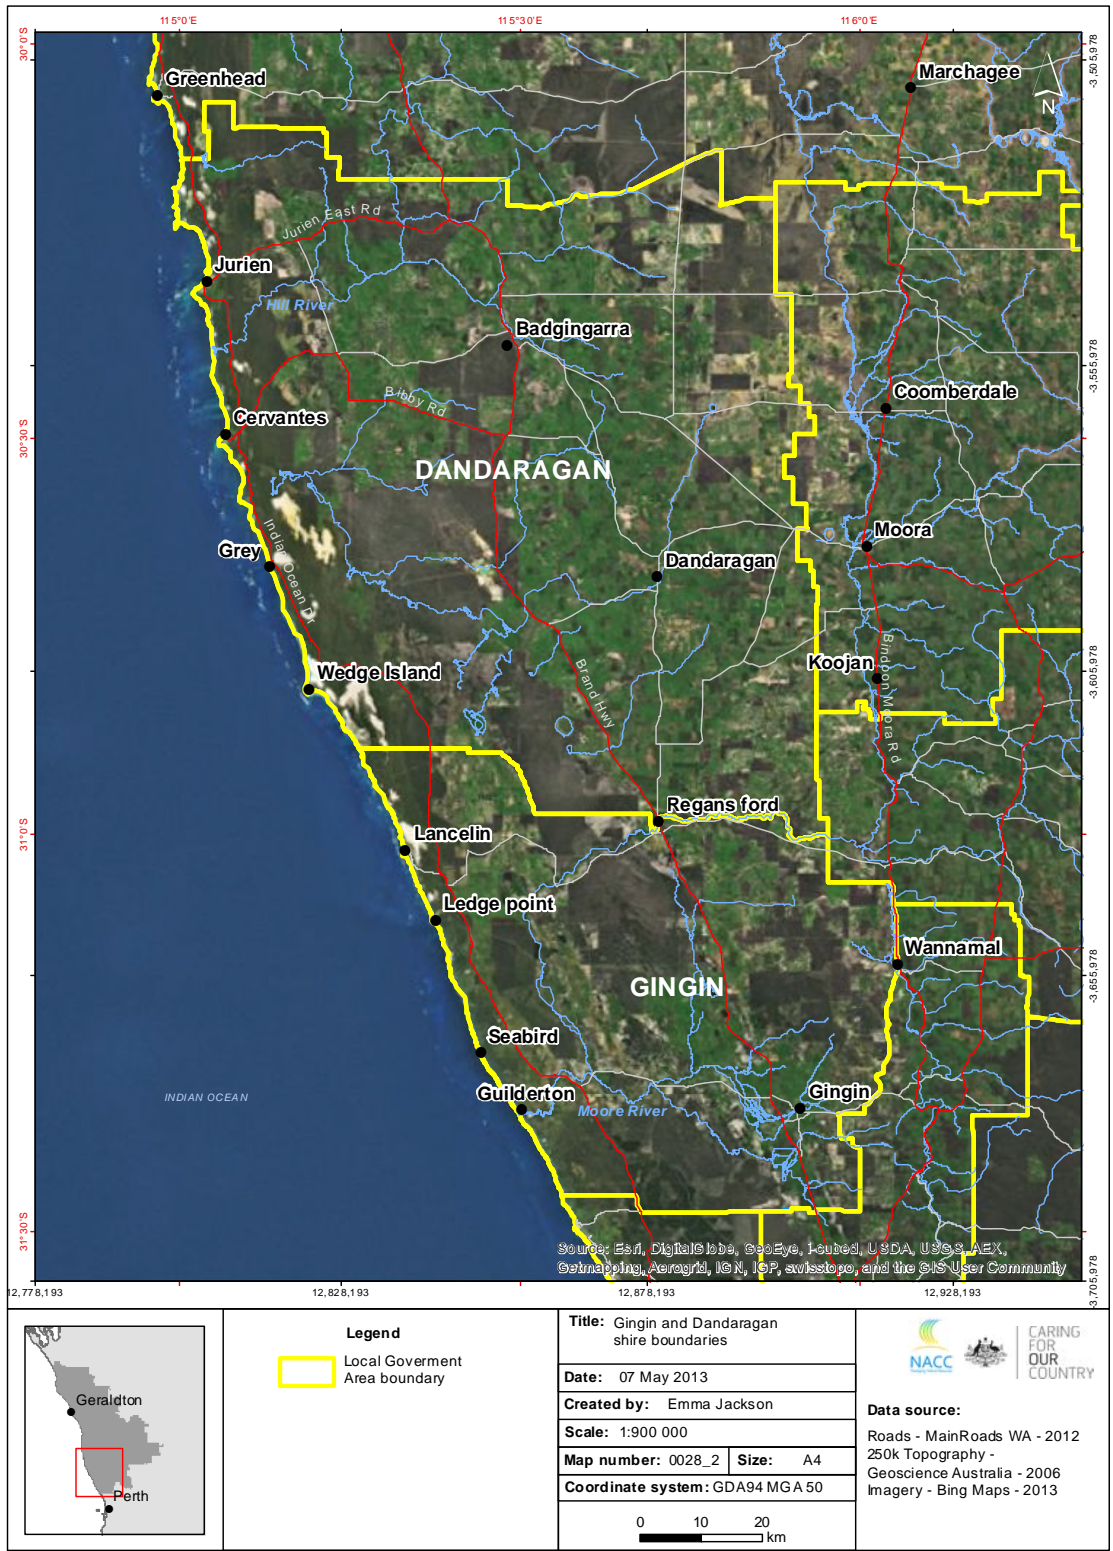 115°0'E
115°30'E
116°0'E
30°0'S
-3,505,978
Greenhead
Marchagee
N
Jurien East Rd
Jurien
Hill River
Badgingarra
-3,555,978
Bibby Rd
Coomberdale
Cervantes
30°30'S
DANDARAGAN
Indian Ocean Dr
Moora
Grey
Dandaragan
Bindoon Moora Rd
Koojan
Wedge Island
Brand Hwy
-3,605,978
Regans ford
31°0'S
Lancelin
Ledge point
Wannamal
GINGIN
-3,655,978
Seabird
Guilderton
Gingin
INDIAN OCEAN
Moore River
31°30'S
Source: Esri, DigitalGlobe, GeoEye, i-cubed, USDA, USGS, AEX,
Getmapping, Aerogrid, IGN, IGP, swisstopo, and the GIS User Community
-3,705,978
12,778,193
12,828,193
12,878,193
12,928,193
Geraldton
Perth
Legend
Local Goverment
Area boundary
Title: Gingin and Dandaragan
shire boundaries
Date: 07 May 2013
Created by: Emma Jackson
Scale: 1:900 000
Map number: 0028_2 Size: A4
Coordinate system: GDA94 MGA 50
0 10 20
km
NACC
CARING
FOR
OUR
COUNTRY
Data source:
Roads - MainRoads WA - 2012
250k Topography -
Geoscience Australia - 2006
Imagery - Bing Maps - 2013